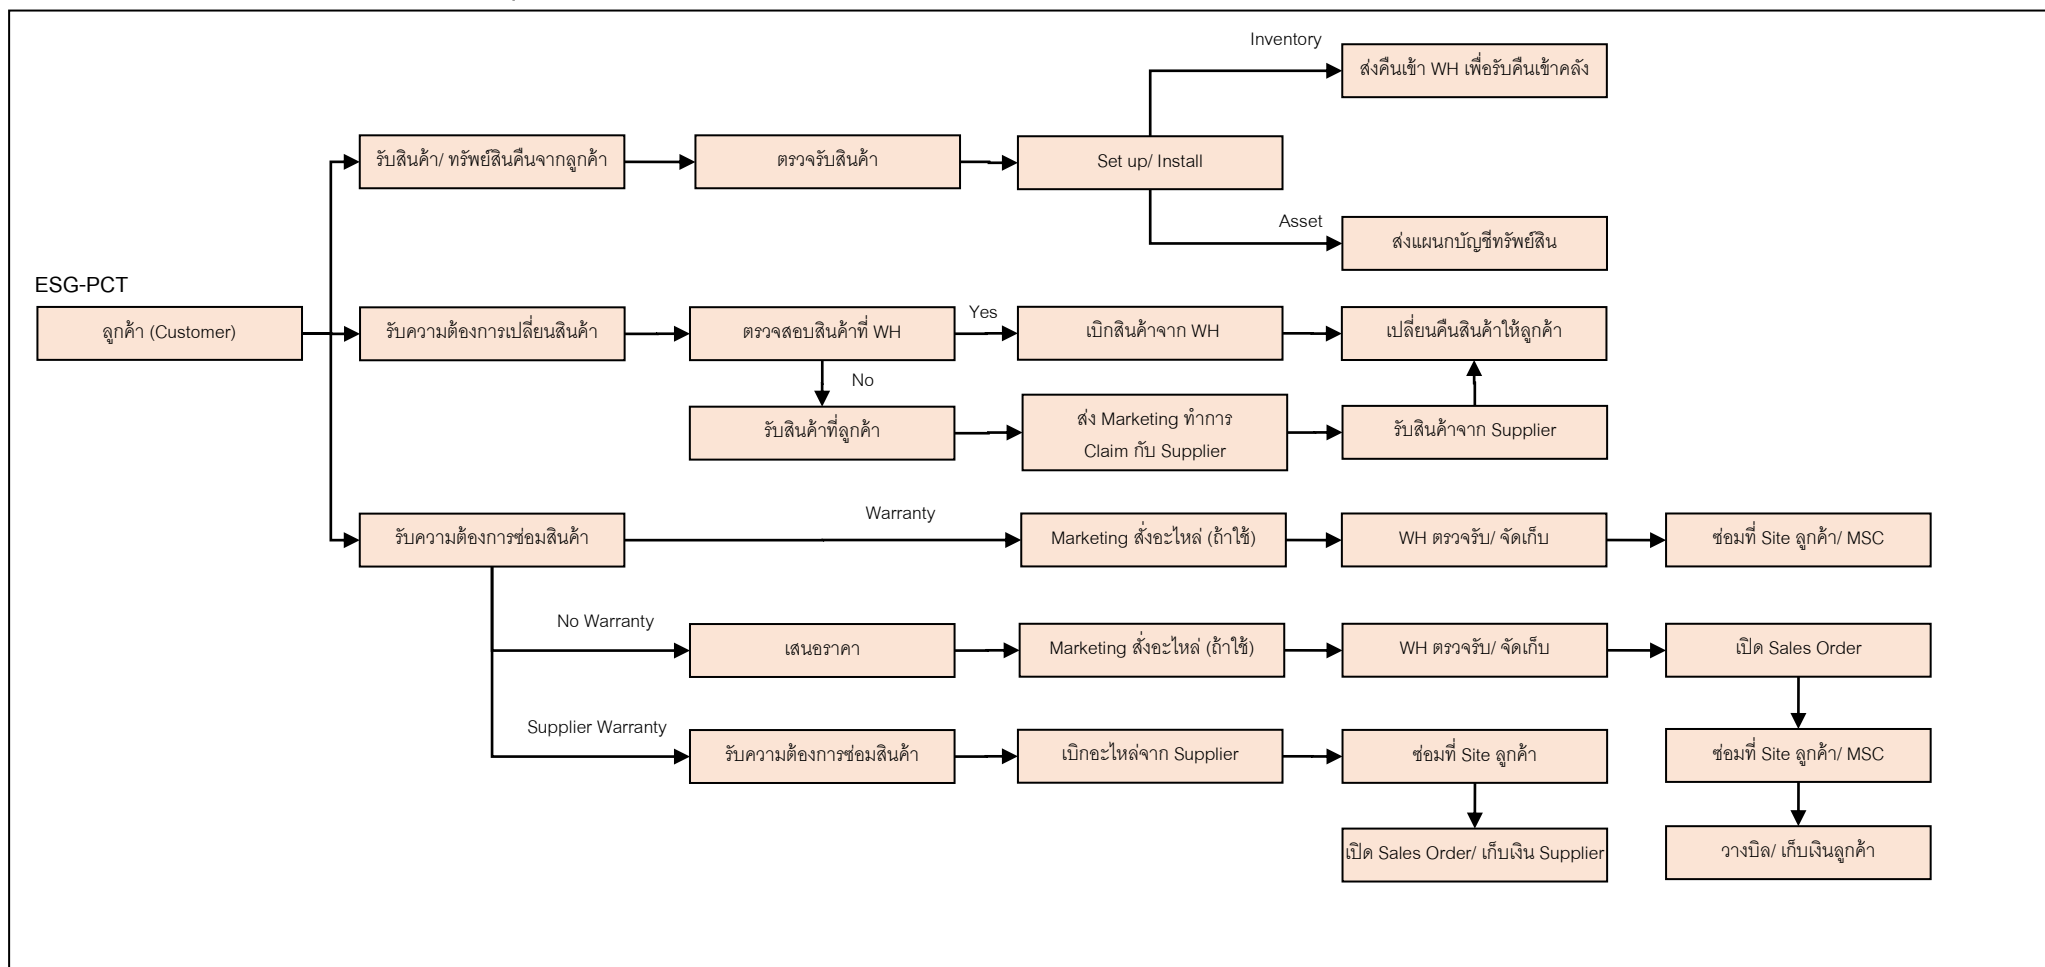 Inventory
ส่งคืนเข้า WH เพื่อรับคืนเข้าคลัง
รับสินค้า/ ทรัพย์สินคืนจากลูกค้า
ตรวจรับสินค้า
Set up/ Install
Asset
ส่งแผนกบัญชีทรัพย์สิน
ESG-PCT
ลูกค้า (Customer)
รับความต้องการเปลี่ยนสินค้า
ตรวจสอบสินค้าที่ WH
Yes
เบิกสินค้าจาก WH
เปลี่ยนคืนสินค้าให้ลูกค้า
No
รับสินค้าที่ลูกค้า
ส่ง Marketing ทำการ
Claim กับ Supplier
รับสินค้าจาก Supplier
รับความต้องการซ่อมสินค้า
Warranty
Marketing สั่งอะไหล่ (ถ้าใช้)
WH ตรวจรับ/ จัดเก็บ
ซ่อมที่ Site ลูกค้า/ MSC
No Warranty
เสนอราคา
Marketing สั่งอะไหล่ (ถ้าใช้)
WH ตรวจรับ/ จัดเก็บ
เปิด Sales Order
Supplier Warranty
รับความต้องการซ่อมสินค้า
เบิกอะไหล่จาก Supplier
ซ่อมที่ Site ลูกค้า
ซ่อมที่ Site ลูกค้า/ MSC
เปิด Sales Order/ เก็บเงิน Supplier
วางบิล/ เก็บเงินลูกค้า